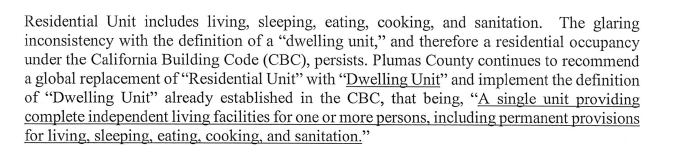 Residential Unit includes living, sleeping, eating, cooking, and sanitation. The glaring
inconsistency with the definition of a “dwelling unit,” and therefore a residential occupancy
under the California Building Code (CBC), persists. Plumas County continues to recommend
a global replacement of “Residential Unit” with “Dwelling Unit” and implement the definition
of “Dwelling Unit” already established in the CBC, that being, “A single unit providing
complete independent living facilities for one or more persons, including permanent provisions
for living, sleeping, eating, cooking, and sanitation.”